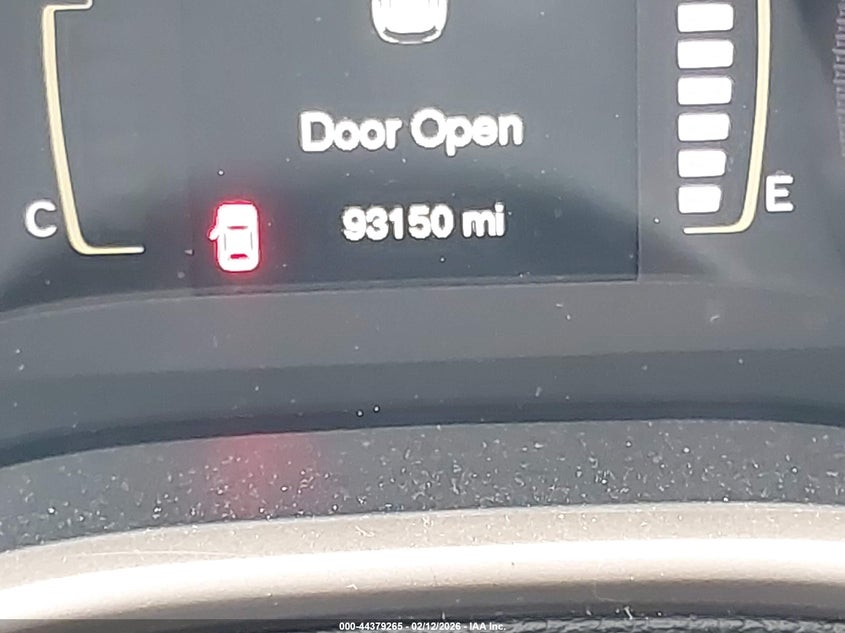 Door Open
C
E
93150 mi
000-44379265 - 02/12/2026 - IAA Inc.